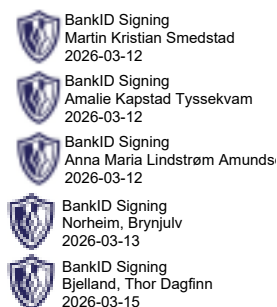 BankID Signing
Martin Kristian Smedstad
2026-03-12
BankID Signing
Amalie Kapstad Tyssekvam
2026-03-12
BankID Signing
Anna Maria Lindstrøm Amunds
2026-03-12
BankID Signing
Norheim, Brynjulv
2026-03-13
BankID Signing
Bjelland, Thor Dagfinn
2026-03-15